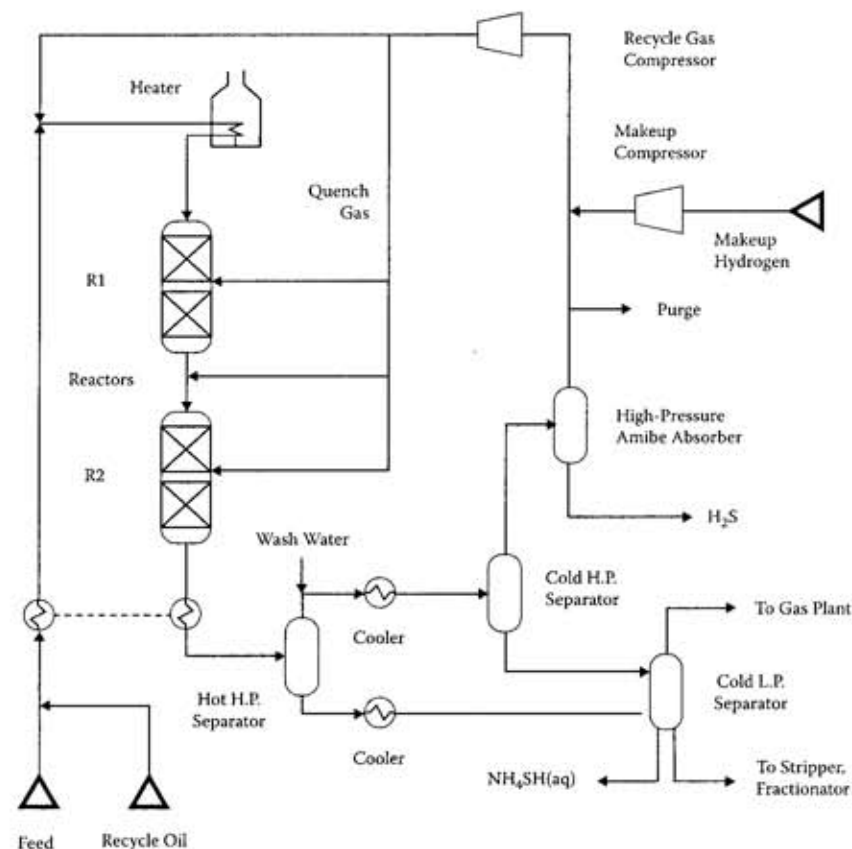 Recycle Gas
Compressor
Heater
Makeup
Compressor
Quench
Gas
Makeup
Hydrogen
R1
Purge
Reactors
High-Pressure
Amibe Absorber
R2
H₂S
Wash Water
Cold H.P.
Separator
To Gas Plant
Cooler
Hot H.P.
Separator
Cold L.P.
Separator
Cooler
NH₄SH(aq)
To Stripper,
Fractionator
Feed
Recycle Oil